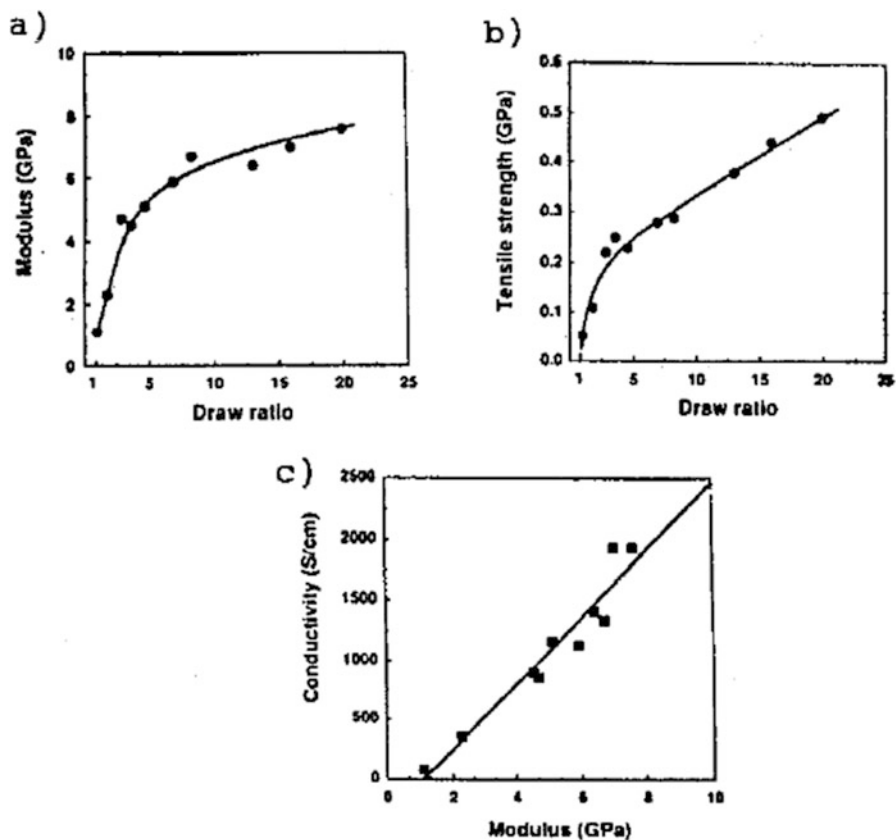 a)
10
8
6
4
2
0
Modulus (GPa)
1 5 10 15 20 25
Draw ratio
b)
0.6
0.5
0.4
0.3
0.2
0.1
0.0
Tensile strength (GPa)
1 5 10 15 20 25
Draw ratio
c)
2500
2000
1500
1000
500
0
Conductivity (S/cm)
0 2 4 6 8 10
Modulus (GPa)